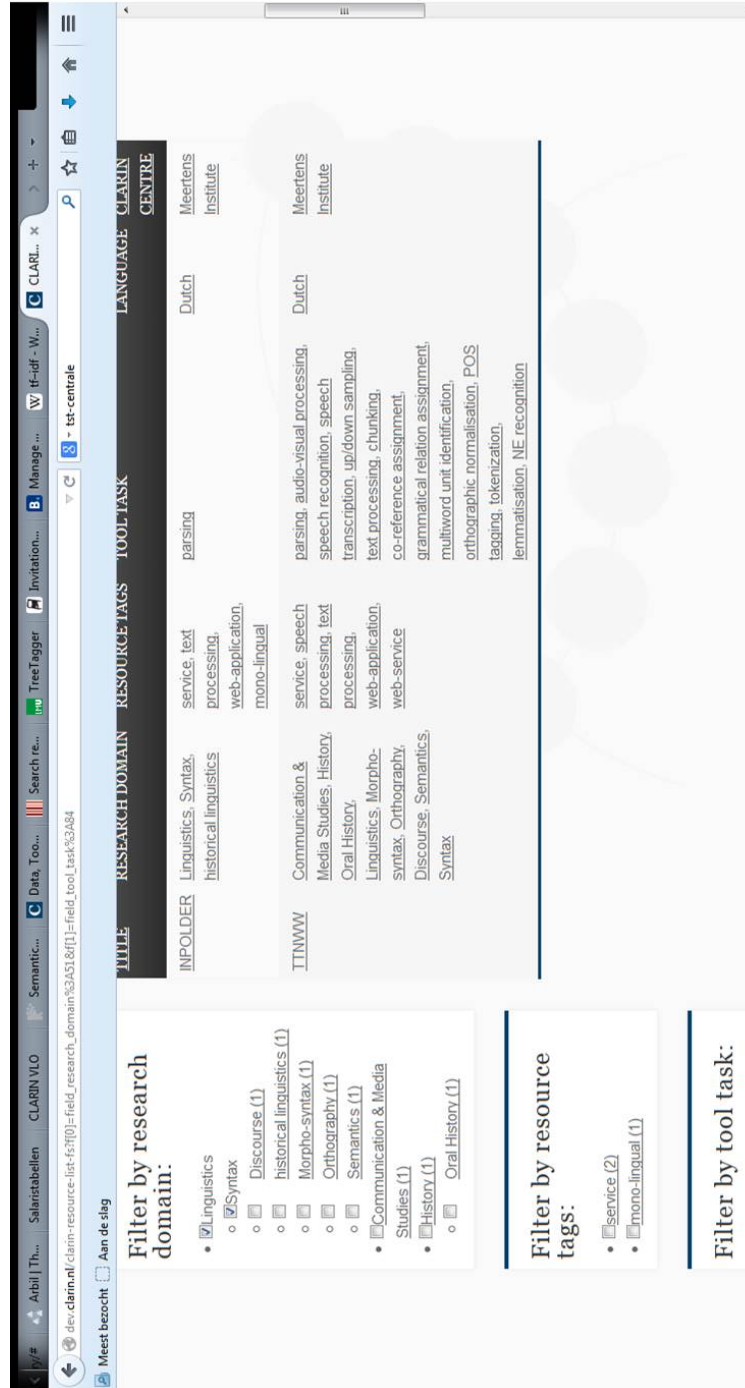 ry/#
Arbil | Th...
Salaristabellen
CLARIN VLO
Semantic...
Data, Too...
Search re...
TreeTagger
Invitation...
Manage ...
tf-idf - W...
CLARI...
dev.clarin.nl/clarin-resource-list-fs?f[0]=field_research_domain%3A51&f[1]=field_tool_task%3A84
tst-centrale
Meest bezocht
Aan de slag
Filter by research
domain:
Linguistics
Syntax
Discourse (1)
historical linguistics (1)
Morpho-syntax (1)
Orthography (1)
Semantics (1)
Communication & Media
Studies (1)
History (1)
Oral History (1)
Filter by resource
tags:
service (2)
mono-lingual (1)
Filter by tool task:
TITLE
RESEARCH DOMAIN
RESOURCE TAGS
TOOL TASK
LANGUAGE
CLARIN
CENTRE
INPOLDER
Linguistics, Syntax,
historical linguistics
service, text
processing,
web-application,
mono-lingual
parsing
Dutch
Meertens
Institute
TTNWW
Communication &
Media Studies, History,
Oral History,
Linguistics, Morpho-
syntax, Orthography,
Discourse, Semantics,
Syntax
service, speech
processing, text
processing,
web-application,
web-service
parsing, audio-visual processing,
speech recognition, speech
transcription, up/down sampling,
text processing, chunking,
co-reference assignment,
grammatical relation assignment,
multiword unit identification,
orthographic normalisation, POS
tagging, tokenization,
lemmatisation, NE recognition
Dutch
Meertens
Institute